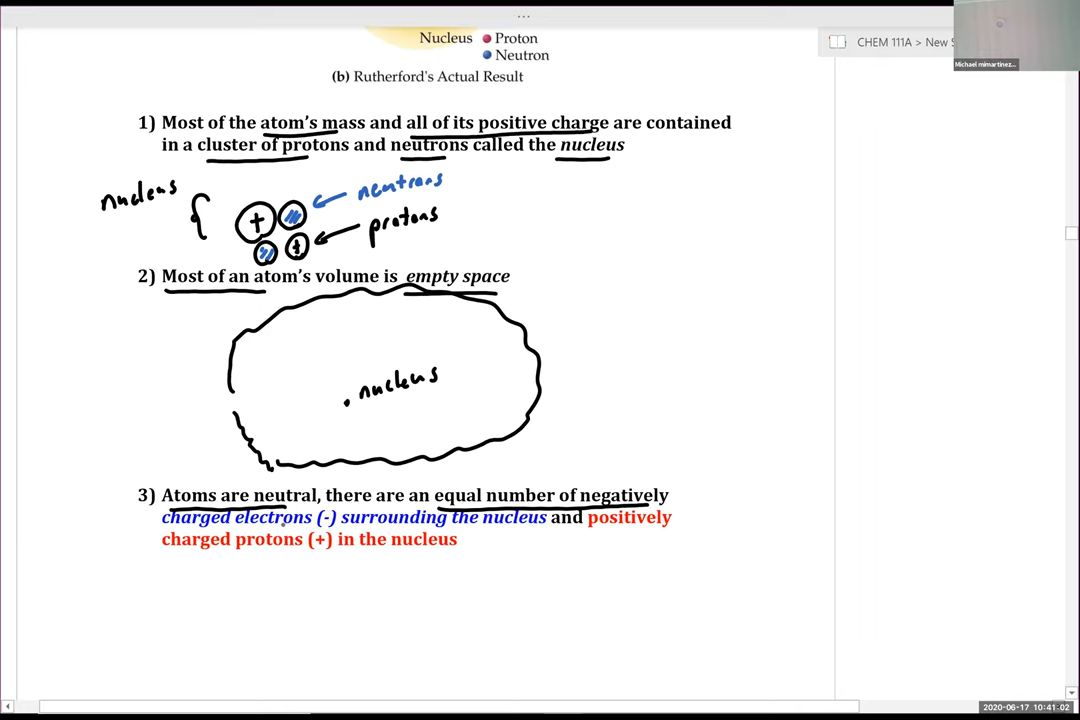 ...
Nucleus Proton
Neutron
CHEM 111A > New
Michael mimartinez...
(b) Rutherford's Actual Result
1) Most of the atom's mass and all of its positive charge are contained
in a cluster of protons and neutrons called the nucleus
nucleus
neutrons
+
protons
+
2) Most of an atom's volume is empty space
nucleus
3) Atoms are neutral, there are an equal number of negatively
charged electrons (-) surrounding the nucleus and positively
charged protons (+) in the nucleus
2020-06-17 10:41:02